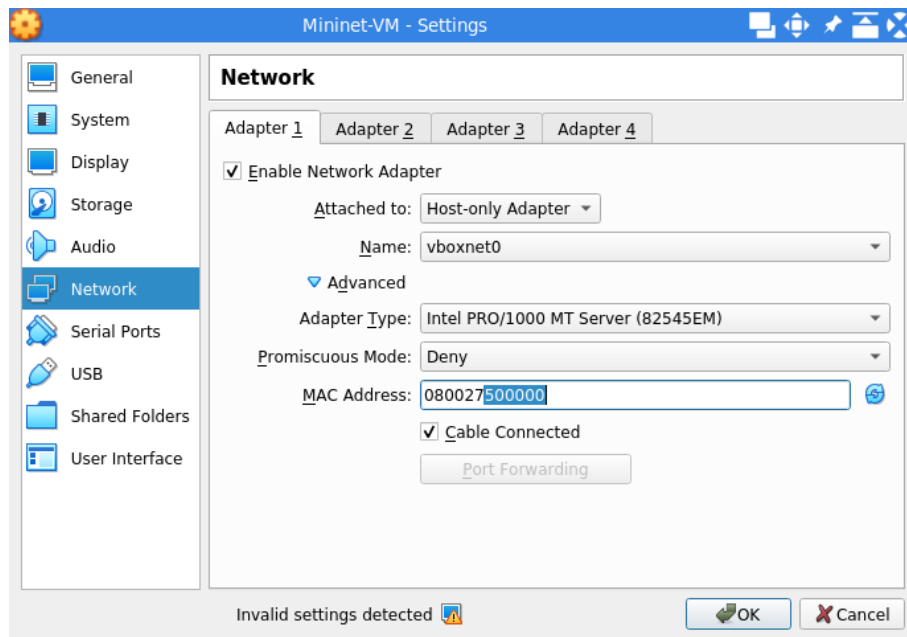 Mininet-VM - Settings
General
System
Display
Storage
Audio
Network
Serial Ports
USB
Shared Folders
User Interface
Network
Adapter 1 Adapter 2 Adapter 3 Adapter 4
Enable Network Adapter
Attached to: Host-only Adapter
Name: vboxnet0
Advanced
Adapter Type: Intel PRO/1000 MT Server (82545EM)
Promiscuous Mode: Deny
MAC Address: 080027500000
Cable Connected
Port Forwarding
Invalid settings detected OK Cancel